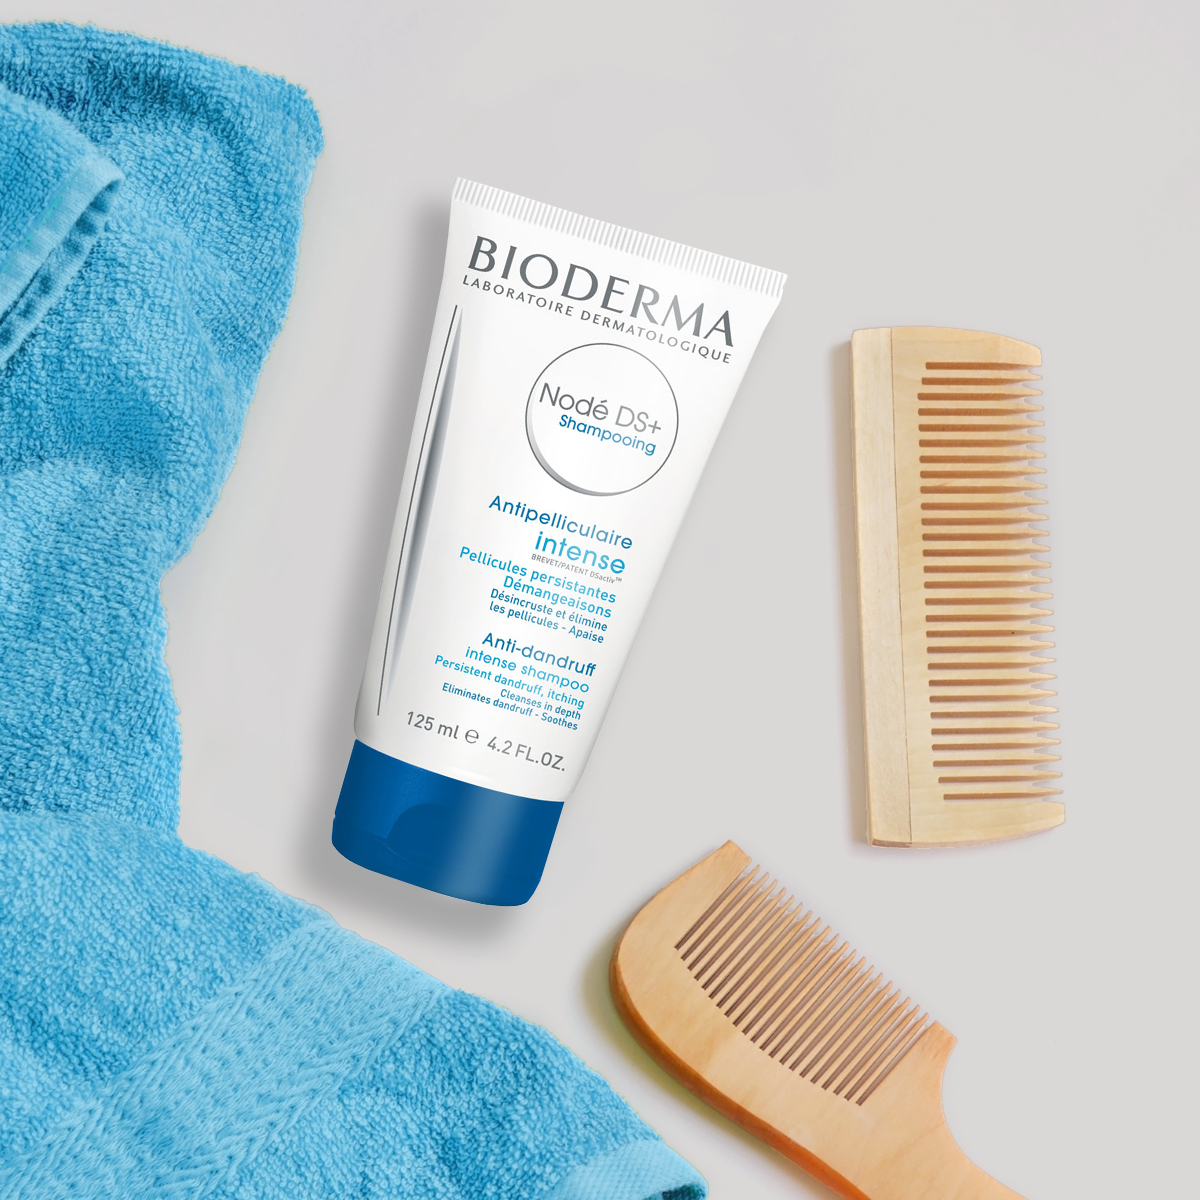 BIODERMA
LABORATOIRE DERMATOLOGIQUE
Nodé DS+
Shampooing
Antipelliculaire
intense
BREVET/PATENT DSactiv™
Pellicules persistantes
Démangeaisons
Désincruste et élimine
les pellicules - Apaise
Anti-dandruff
intense shampoo
Persistent dandruff, itching
Cleanses in depth
Eliminates dandruff - Soothes
125 ml ℮ 4.2 FL.OZ.